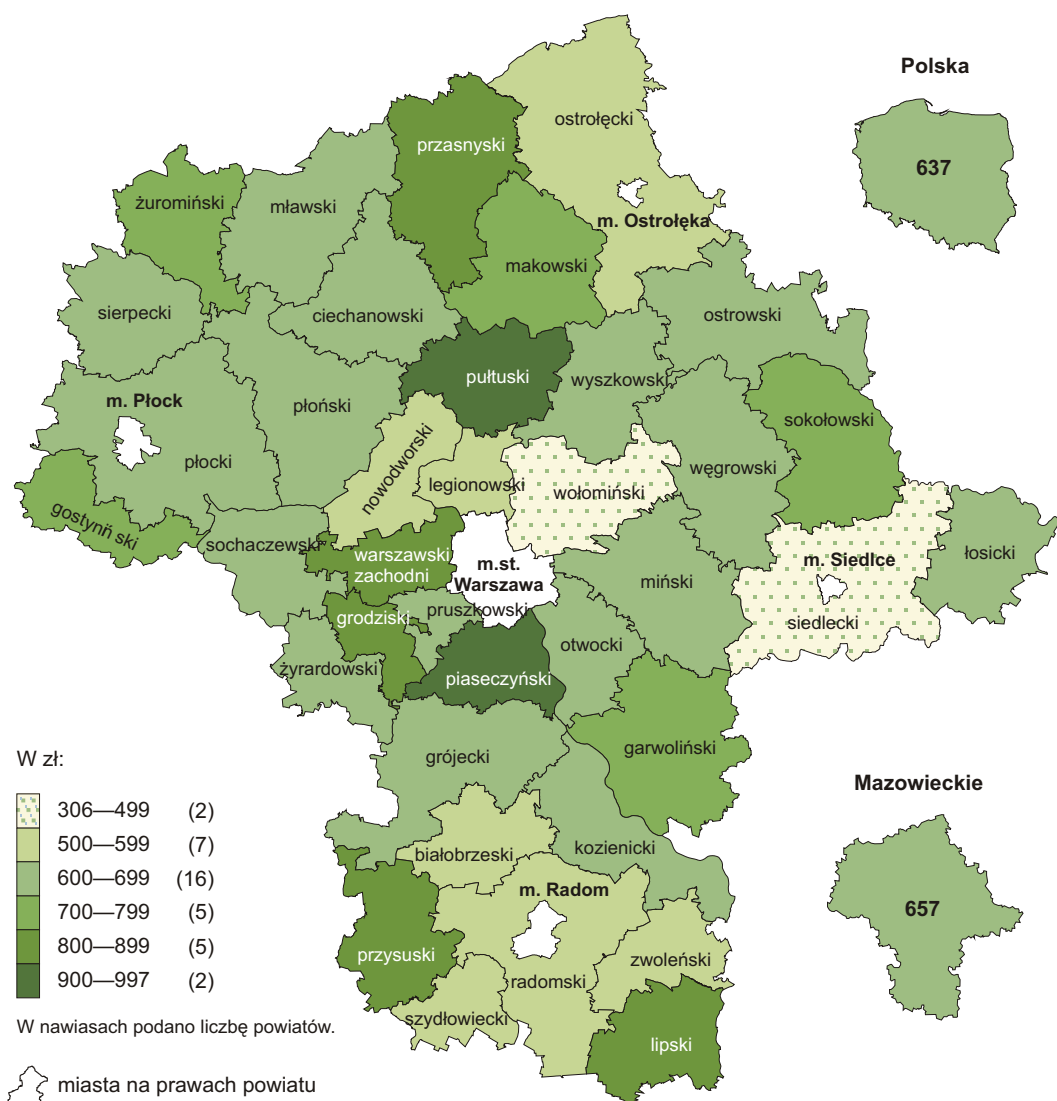 Polska
637
ostrołęcki
przasnyski
żuromiński
mławski
m. Ostrołęka
makowski
sierpecki
ciechanowski
ostrowski
pułtuski
wyszkowski
m. Płock
płoński
sokołowski
płocki
nowodworski
legionowski
wołomiński
węgrowski
gostynń ski
sochaczewski
warszawski
zachodni
m.st.
Warszawa
miński
m. Siedlce
łosicki
siedlecki
grodziski
pruszkowski
otwocki
żyrardowski
piaseczyński
grójecki
garwoliński
W zł:
306—499 (2)
500—599 (7)
600—699 (16)
700—799 (5)
800—899 (5)
900—997 (2)
W nawiasach podano liczbę powiatów.
miasta na prawach powiatu
białobrzeski
kozienicki
m. Radom
przysuski
radomski
zwoleński
szydłowiecki
lipski
Mazowieckie
657